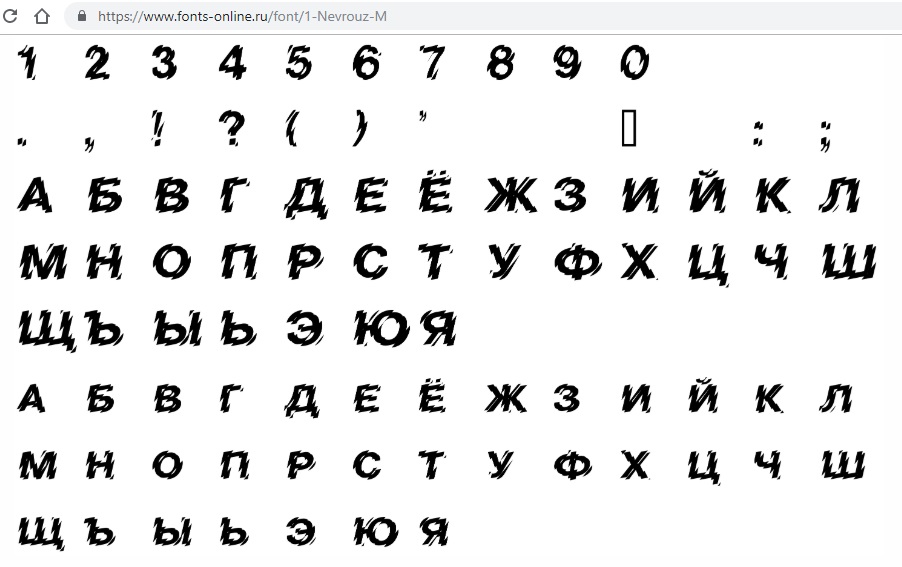 https://www.fonts-online.ru/font/1-Nevrouz-M
1 2 3 4 5 6 7 8 9 0
. , ! ? ( ) ' : ;
А Б В Г Д Е Ё Ж З И Й К Л
М Н О П Р С Т У Ф Х Ц Ч Ш
Щ Ъ Ы Ь Э Ю Я
А Б В Г Д Е Ё Ж З И Й К Л
М Н О П Р С Т У Ф Х Ц Ч Ш
Щ Ъ Ы Ь Э Ю Я